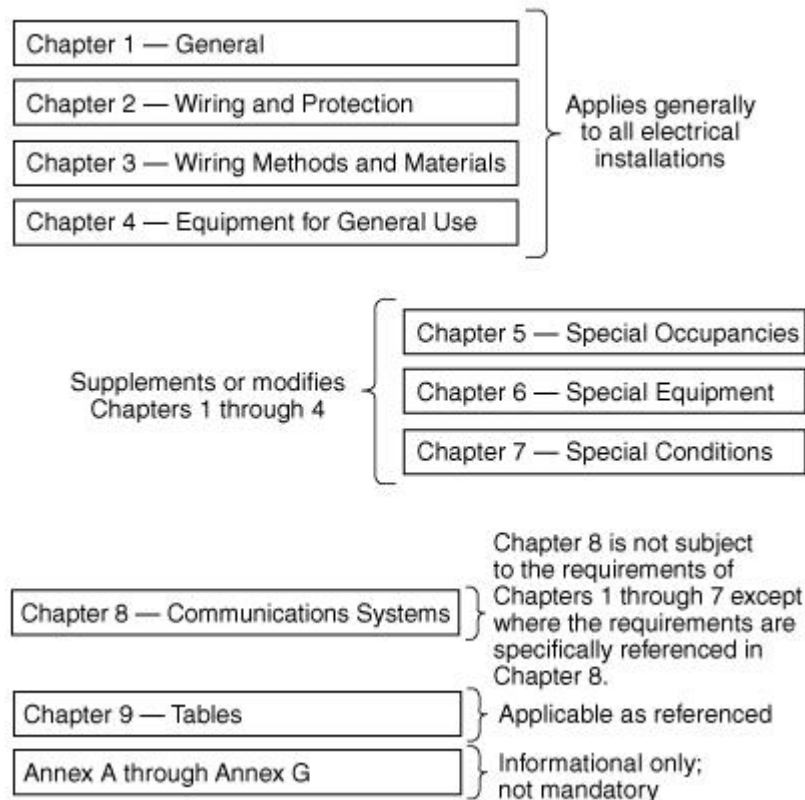 Chapter 1 — General
Chapter 2 — Wiring and Protection
Chapter 3 — Wiring Methods and Materials
Chapter 4 — Equipment for General Use
Applies generally
to all electrical
installations
Supplements or modifies
Chapters 1 through 4
Chapter 5 — Special Occupancies
Chapter 6 — Special Equipment
Chapter 7 — Special Conditions
Chapter 8 — Communications Systems
Chapter 8 is not subject
to the requirements of
Chapters 1 through 7 except
where the requirements are
specifically referenced in
Chapter 8.
Chapter 9 — Tables
Applicable as referenced
Annex A through Annex G
Informational only;
not mandatory